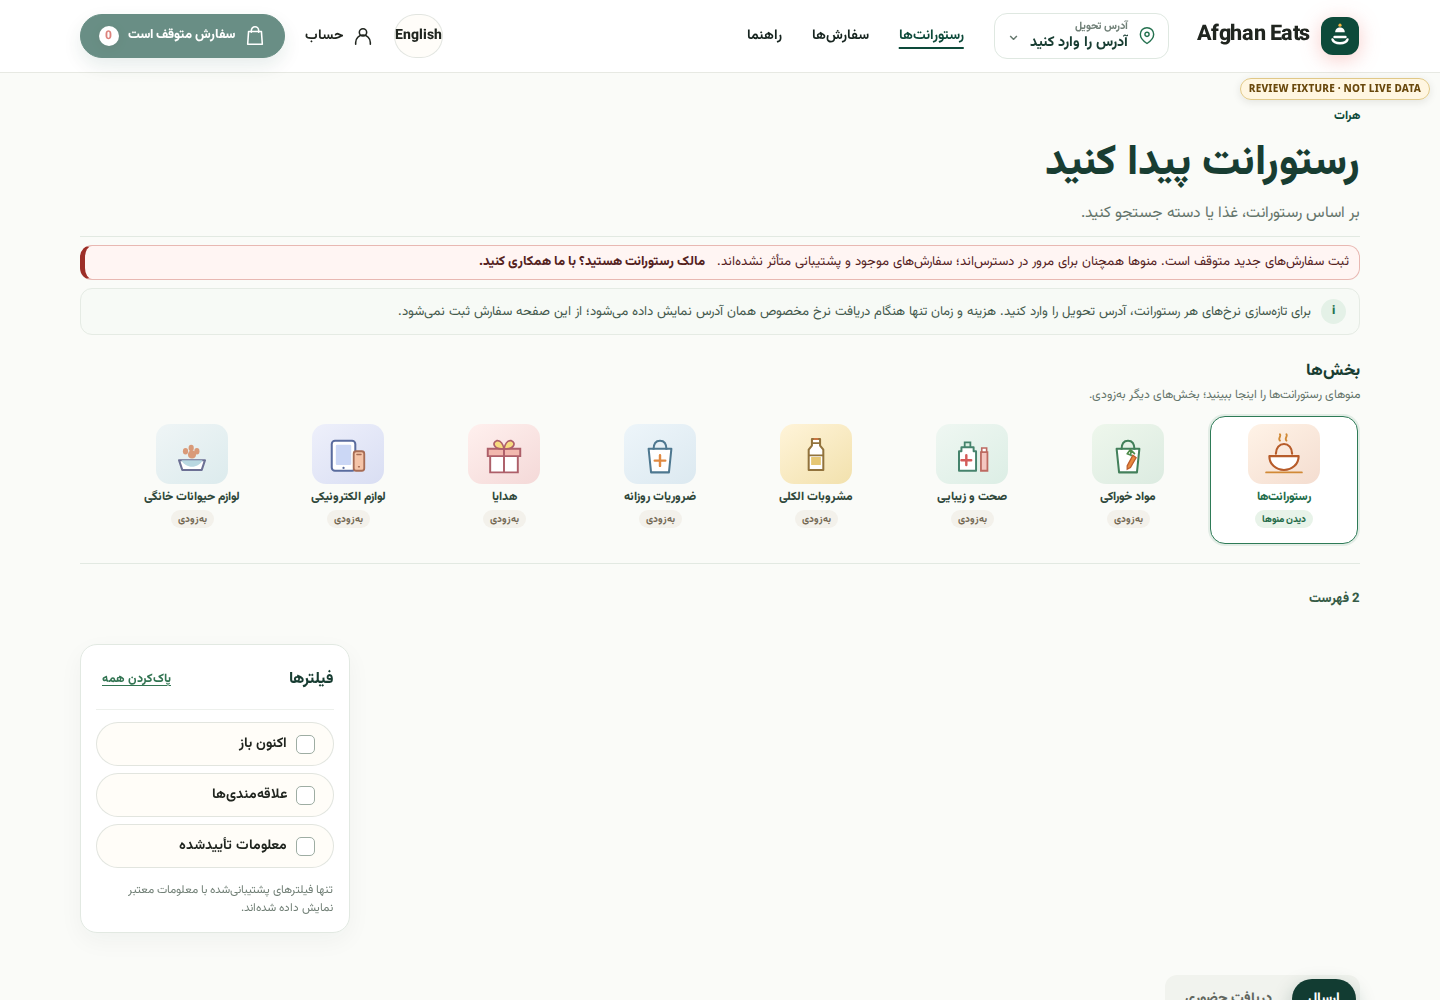 Afghan Eats
آدرس تحویل
آدرس را وارد کنید
رستورانت‌ها
سفارش‌ها
راهنما
English
حساب
سفارش متوقف است 0
REVIEW FIXTURE · NOT LIVE DATA
هرات
رستورانت پیدا کنید
بر اساس رستورانت، غذا یا دسته جستجو کنید.
ثبت سفارش‌های جدید متوقف است. منوها همچنان برای مرور در دسترس‌اند؛ سفارش‌های موجود و پشتیبانی متأثر نشده‌اند. مالک رستورانت هستید؟ با ما همکاری کنید.
i
برای تازه‌سازی نرخ‌های هر رستورانت، آدرس تحویل را وارد کنید. هزینه و زمان تنها هنگام دریافت نرخ مخصوص همان آدرس نمایش داده می‌شود؛ از این صفحه سفارش ثبت نمی‌شود.
بخش‌ها
منوهای رستورانت‌ها را اینجا ببینید؛ بخش‌های دیگر به‌زودی.
رستورانت‌ها
دیدن منوها
مواد خوراکی
به‌زودی
صحت و زیبایی
به‌زودی
مشروبات الکلی
به‌زودی
ضروریات روزانه
به‌زودی
هدایا
به‌زودی
لوازم الکترونیکی
به‌زودی
لوازم حیوانات خانگی
به‌زودی
2 فهرست
فیلترها
پاک‌کردن همه
اکنون باز
علاقه‌مندی‌ها
معلومات تأییدشده
تنها فیلترهای پشتیبانی‌شده با معلومات معتبر
نمایش داده شده‌اند.
ارسال
دریافت حضوری